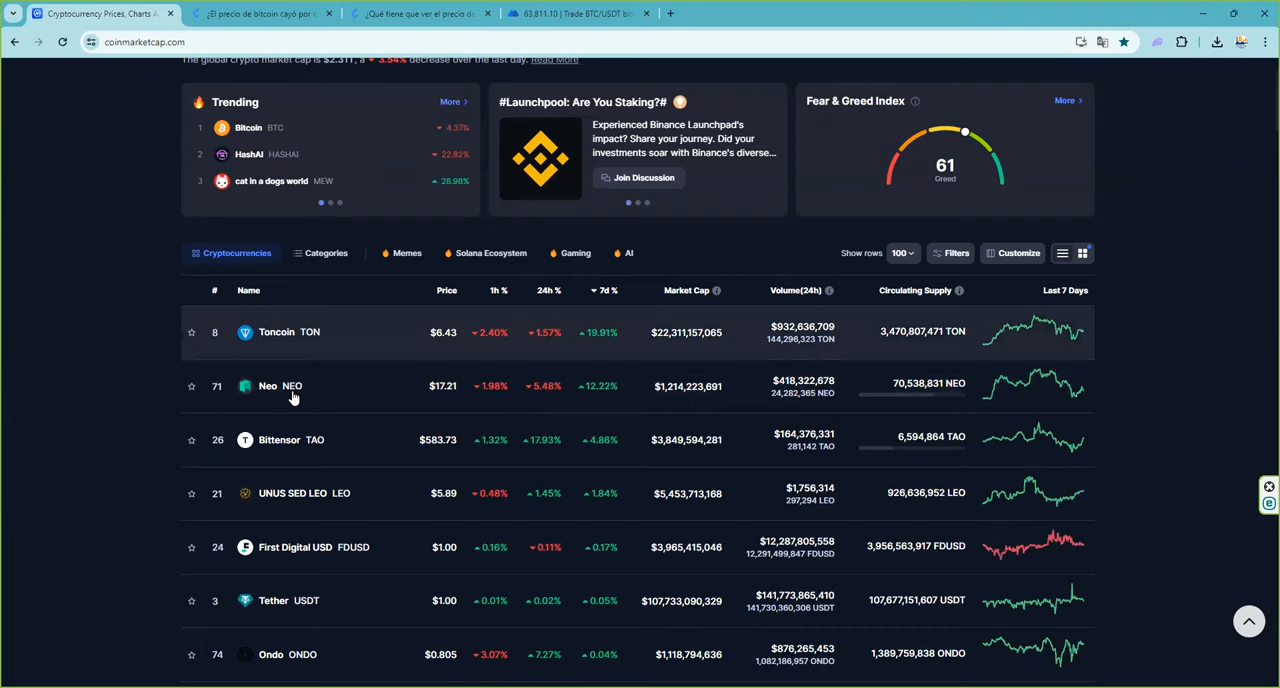 Cryptocurrency Prices, Charts A
¿El precio de bitcoin cayó por e
¿Qué tiene que ver el precio de
63,811.10 | Trade BTC/USDT bi
coinmarketcap.com
The global crypto market cap is $2.31T, a 3.54% decrease over the last day. Read More
Trending
More >
1 Bitcoin BTC 4.37%
2 HashAI HASHAI 22.82%
3 cat in a dogs world MEW 28.98%
#Launchpool: Are You Staking?#
Experienced Binance Launchpad's
impact? Share your journey. Did your
investments soar with Binance's diverse...
Join Discussion
Fear & Greed Index
More >
61
Greed
Cryptocurrencies Categories Memes Solana Ecosystem Gaming AI Show rows 100 Filters Customize
# Name Price 1h % 24h % 7d % Market Cap Volume(24h) Circulating Supply Last 7 Days
8 Toncoin TON $6.43 2.40% 1.57% 19.91% $22,311,157,065 $932,636,709 3,470,807,471 TON
144,296,323 TON
71 Neo NEO $17.21 1.98% 5.48% 12.22% $1,214,223,691 $418,322,678 70,538,831 NEO
24,282,365 NEO
26 T Bittensor TAO $583.73 1.32% 17.93% 4.86% $3,849,594,281 $164,376,331 6,594,864 TAO
281,142 TAO
21 UNUS SED LEO LEO $5.89 0.48% 1.45% 1.84% $5,453,713,168 $1,756,314 926,636,952 LEO
297,294 LEO
24 First Digital USD FDUSD $1.00 0.16% 0.11% 0.17% $3,965,415,046 $12,287,805,558 3,956,563,917 FDUSD
12,291,499,847 FDUSD
3 Tether USDT $1.00 0.01% 0.02% 0.05% $107,733,090,329 $141,773,865,410 107,677,151,607 USDT
141,730,360,306 USDT
74 Ondo ONDO $0.805 3.07% 7.27% 0.04% $1,118,794,636 $876,265,453 1,389,759,838 ONDO
1,082,186,957 ONDO